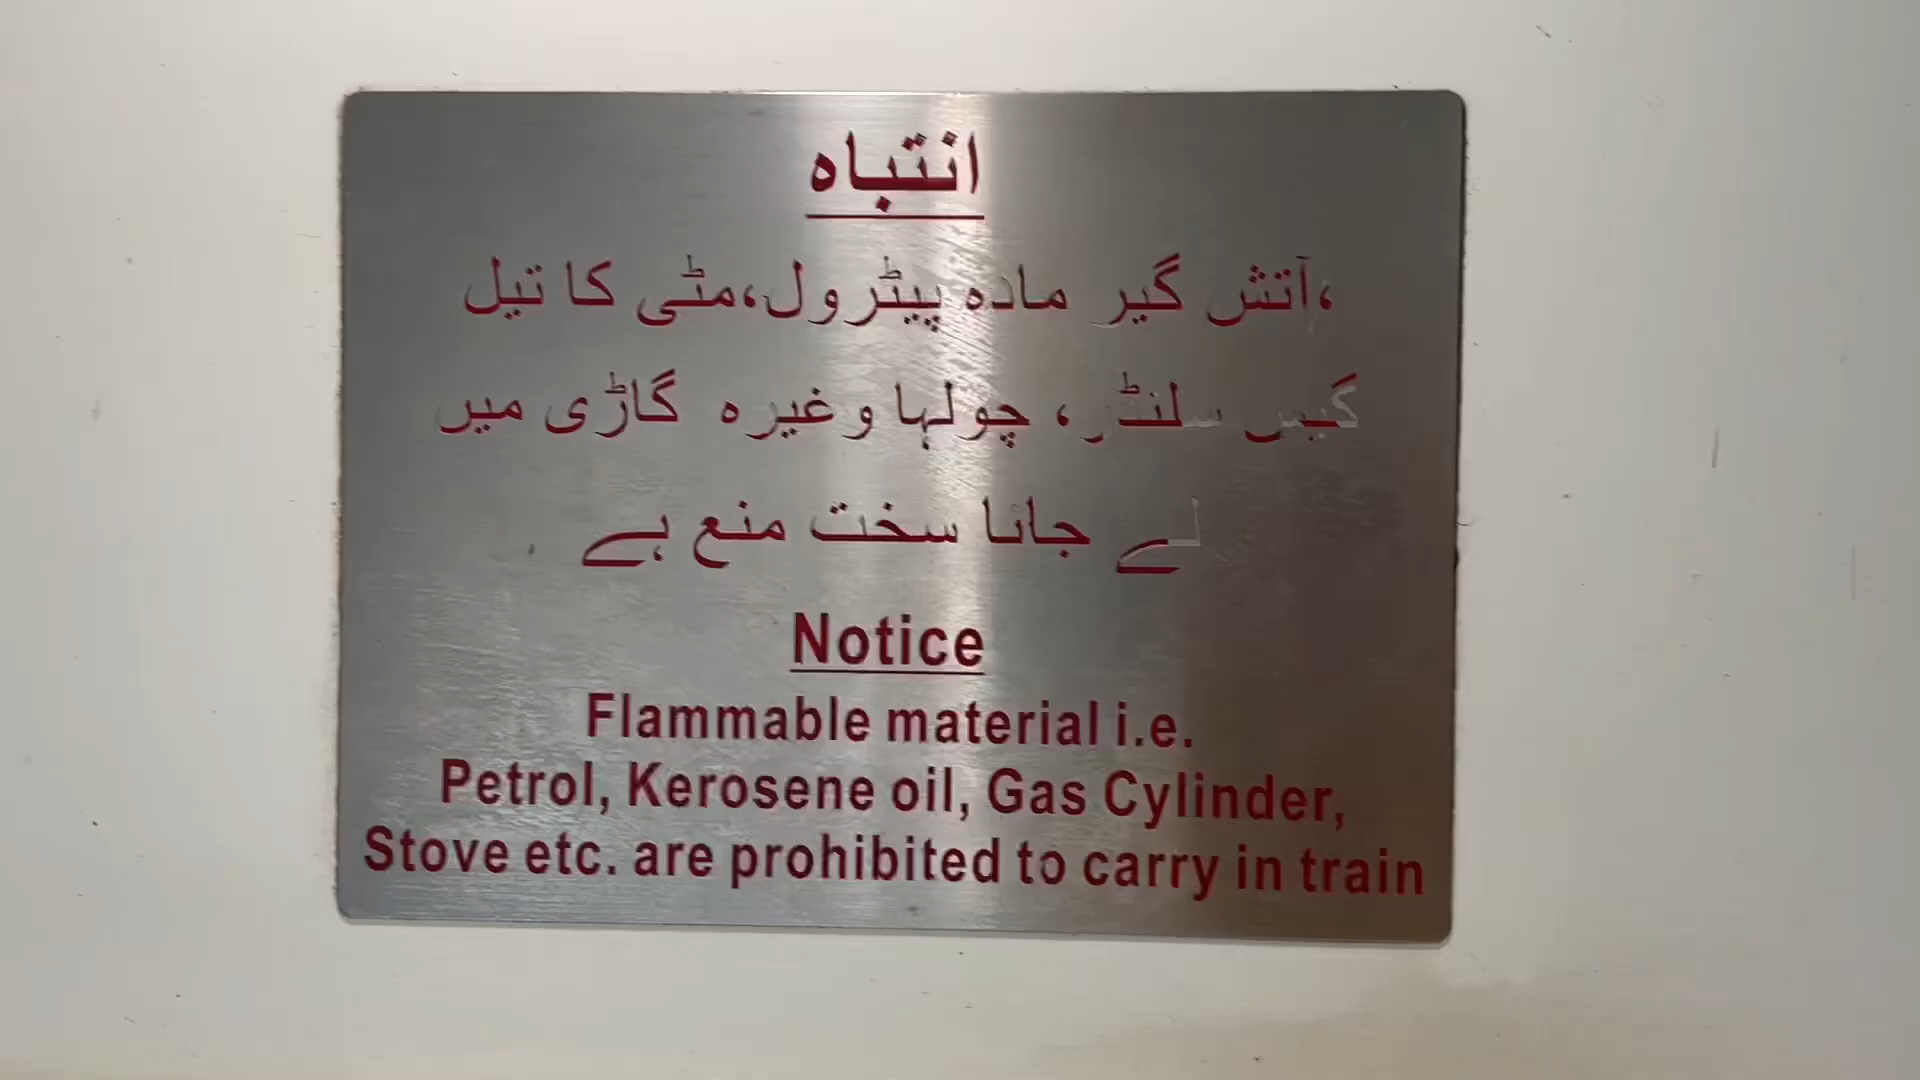 انتباہ
،آتش گیر مادہ پیٹرول،مٹی کا تیل
گیس سلنڈر، چولہا وغیرہ گاڑی میں
لے جانا سخت منع ہے
Notice
Flammable material i.e.
Petrol, Kerosene oil, Gas Cylinder,
Stove etc. are prohibited to carry in train